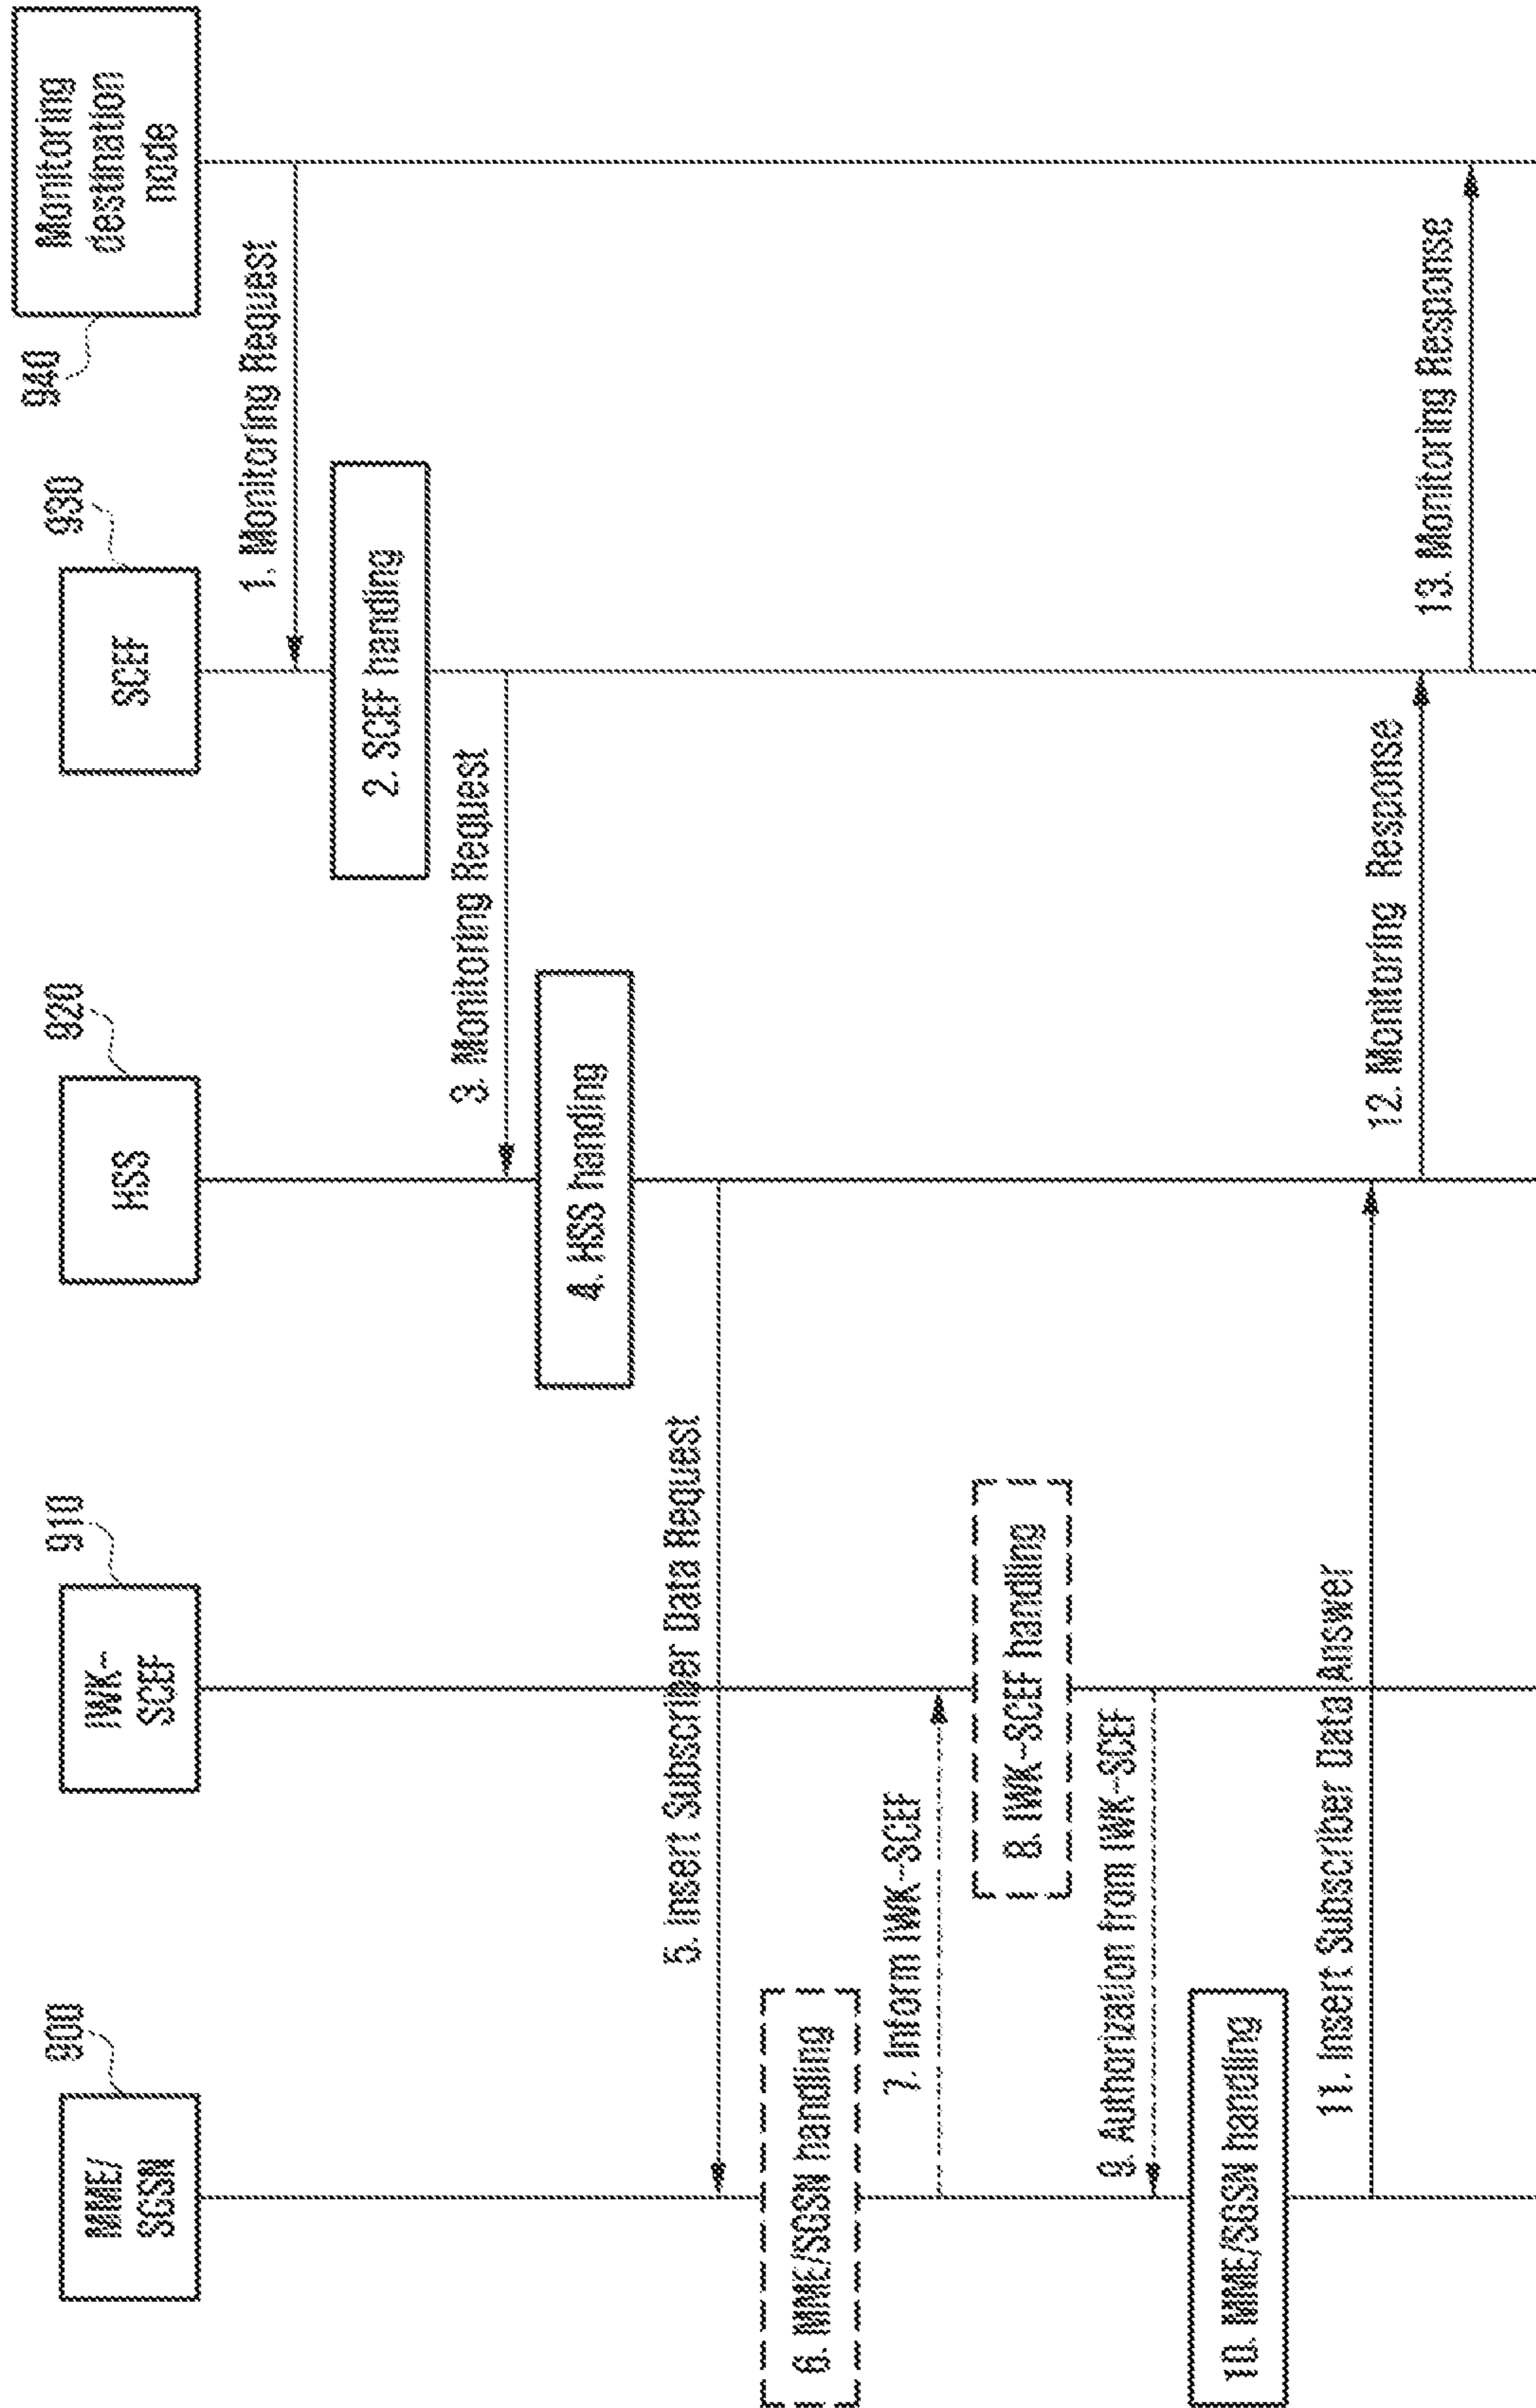 MME/
SGSN
900
IWK-
SCEF
910
HSS
920
SCEF
930
Monitoring
destination
node
940
1. Monitoring Request
2. SCEF handing
3. Monitoring Request
4. HSS handing
5. Insert Subscriber Data Request
6. MME/SGSN handling
7. Inform IWK-SCEF
8. IWK-SCEF handling
9. Authorization from IWK-SCEF
10. MME/SGSN handling
11. Insert Subscriber Data Answer
12. Monitoring Response
13. Monitoring Response